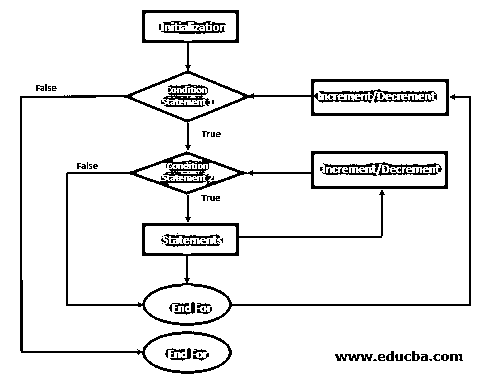 Initialization
False
Condition
Statement 1
Increment/Decrement
True
False
Condition
Statement 2
Increment/Decrement
True
Statements
End For
End For
www.educba.com